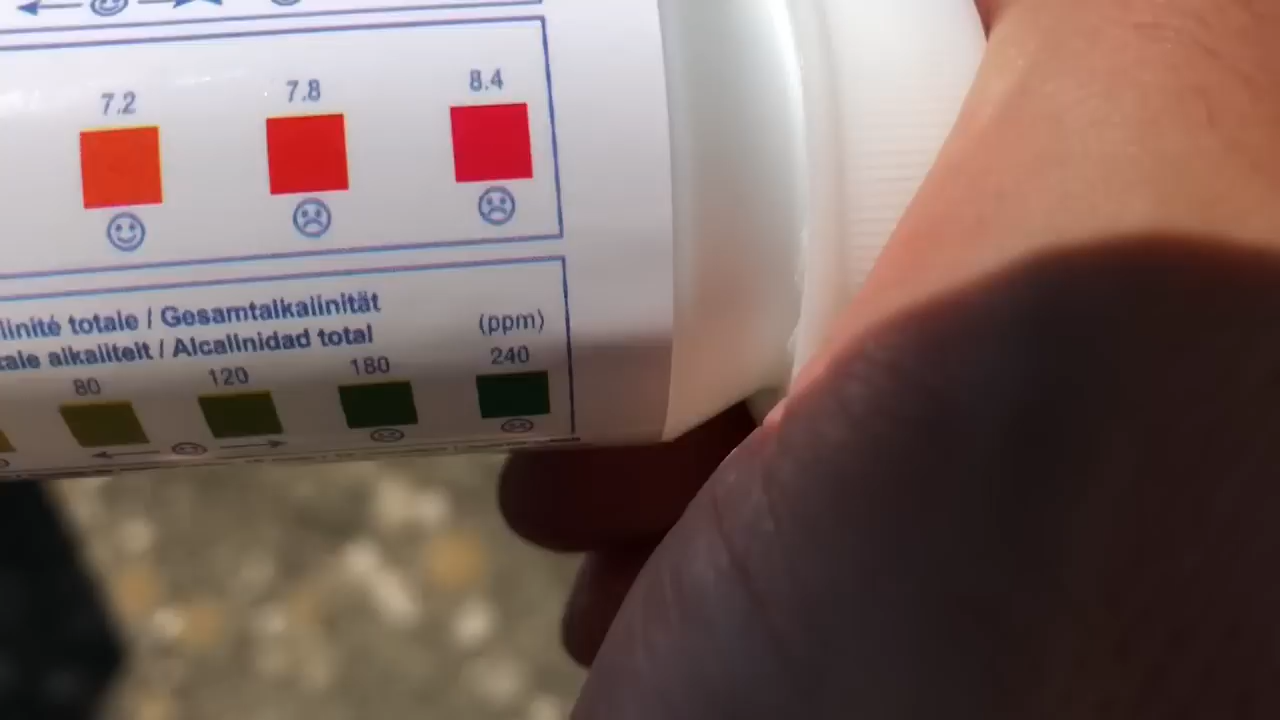 7.2 7.8 8.4
linité totale / Gesamtalkalinität
tale alkaliteit / Alcalinidad total (ppm)
80 120 180 240